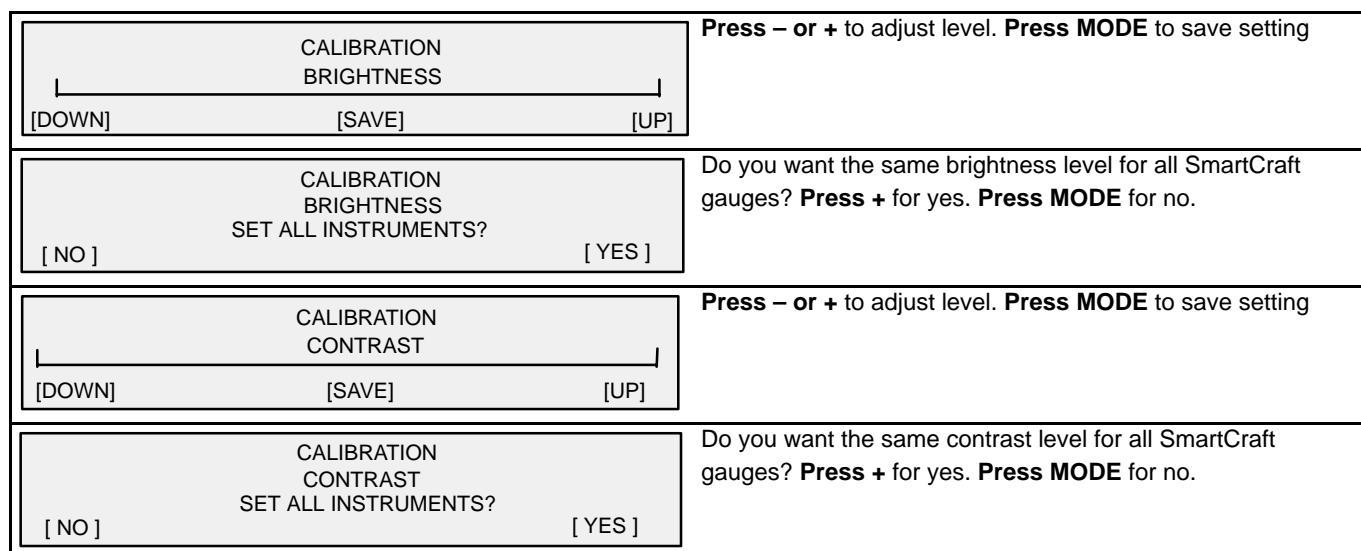 CALIBRATION
BRIGHTNESS
[DOWN] [SAVE] [UP]
Press – or + to adjust level. Press MODE to save setting
CALIBRATION
BRIGHTNESS
SET ALL INSTRUMENTS?
[ NO ] [ YES ]
Do you want the same brightness level for all SmartCraft
gauges? Press + for yes. Press MODE for no.
CALIBRATION
CONTRAST
[DOWN] [SAVE] [UP]
Press – or + to adjust level. Press MODE to save setting
CALIBRATION
CONTRAST
SET ALL INSTRUMENTS?
[ NO ] [ YES ]
Do you want the same contrast level for all SmartCraft
gauges? Press + for yes. Press MODE for no.